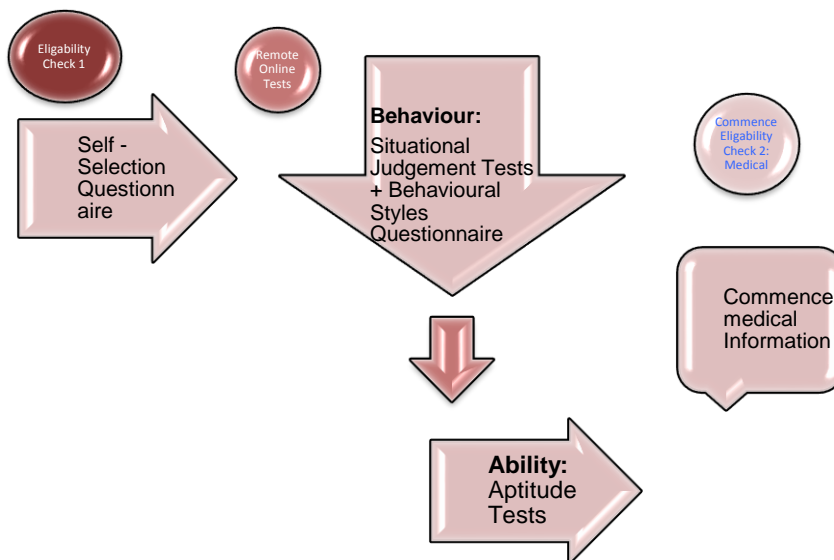 Eligability
Check 1
Self -
Selection
Questionn
aire
Remote
Online
Tests
Behaviour:
Situational
Judgement Tests
+ Behavioural
Styles
Questionnaire
Ability:
Aptitude
Tests
Commence
Eligability
Check 2:
Medical
Commence
medical
Information